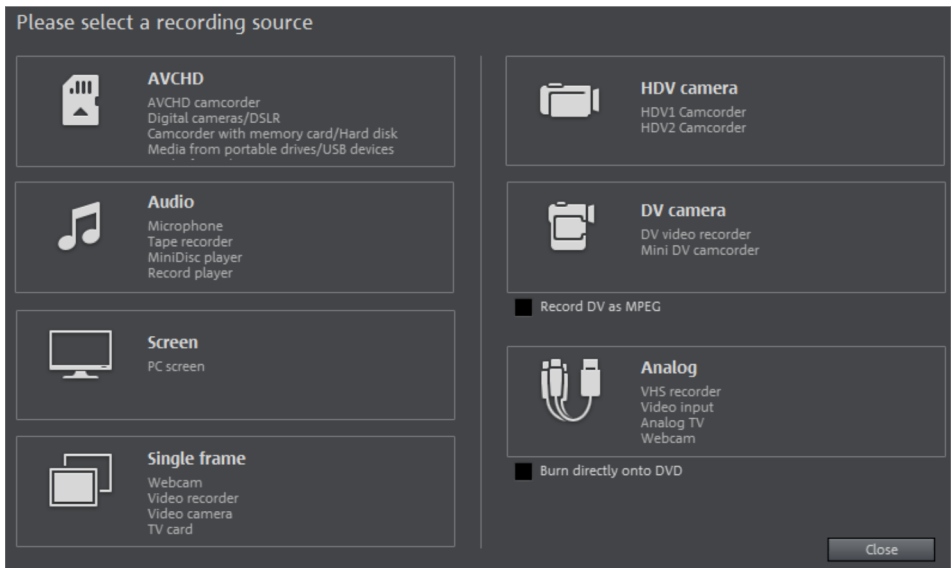 Please select a recording source
AVCHD
AVCHD camcorder
Digital cameras/DSLR
Camcorder with memory card/Hard disk
Media from portable drives/USB devices
Audio
Microphone
Tape recorder
MiniDisc player
Record player
Screen
PC screen
Single frame
Webcam
Video recorder
Video camera
TV card
HDV camera
HDV1 Camcorder
HDV2 Camcorder
DV camera
DV video recorder
Mini DV camcorder
Record DV as MPEG
Analog
VHS recorder
Video input
Analog TV
Webcam
Burn directly onto DVD
Close